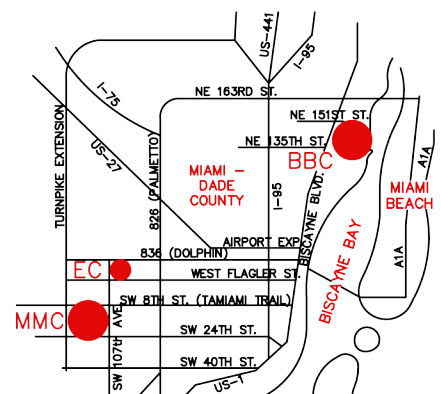 US-441
I-95
I-75
NE 163RD ST.
NE 151ST ST.
NE 135TH ST.
BBC
US-27
TURNPIKE EXTENSION
826 (PALMETTO)
MIAMI –
DADE
COUNTY
I-95
BISCAYNE BLVD.
A1A
MIAMI
BEACH
AIRPORT EXP.
836 (DOLPHIN)
BISCAYNE BAY
A1A
EC
WEST FLAGLER ST.
SW 8TH ST. (TAMIAMI TRAIL)
MMC
SW 107th AVE
SW 24TH ST.
SW 40TH ST.
US-1